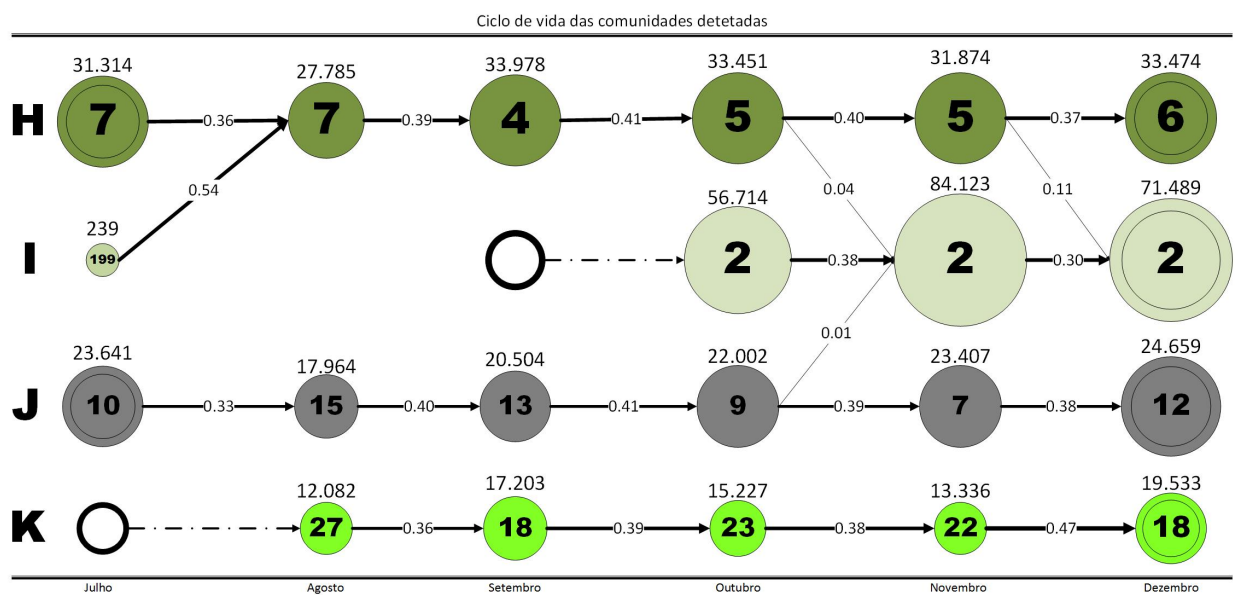 Ciclo de vida das comunidades detetadas
31.314 27.785 33.978 33.451 31.874 33.474
H 7 0.36 7 0.39 4 0.41 5 0.40 5 0.37 6
0.54 0.04 0.11
239 56.714 84.123 71.489
I 199 2 0.38 2 0.30 2
0.01
23.641 17.964 20.504 22.002 23.407 24.659
J 10 0.33 15 0.40 13 0.41 9 0.39 7 0.38 12
12.082 17.203 15.227 13.336 19.533
K 27 0.36 18 0.39 23 0.38 22 0.47 18
Julho Agosto Setembro Outubro Novembro Dezembro